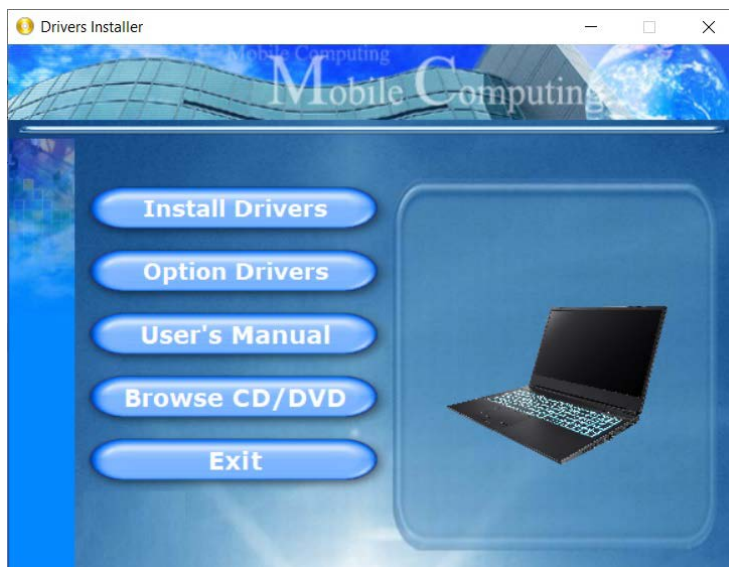 Drivers Installer
Mobile Computing
Mobile Computing
Install Drivers
Option Drivers
User's Manual
Browse CD/DVD
Exit